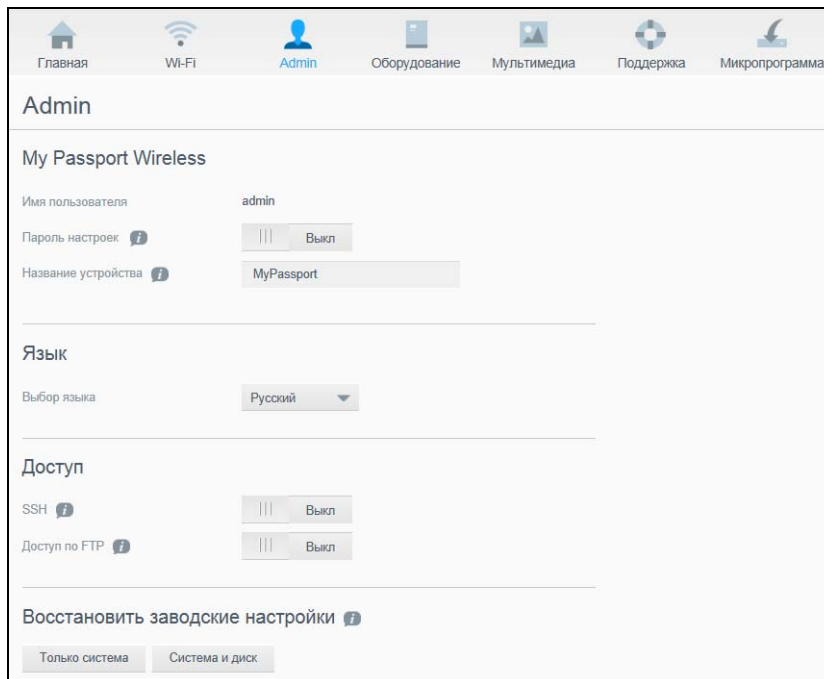 Главная Wi-Fi Admin Оборудование Мультимедиа Поддержка Микропрограмма
Admin
My Passport Wireless
Имя пользователя admin
Пароль настроек Выкл
Название устройства MyPassport
Язык
Выбор языка Русский
Доступ
SSH Выкл
Доступ по FTP Выкл
Восстановить заводские настройки
Только система Система и диск